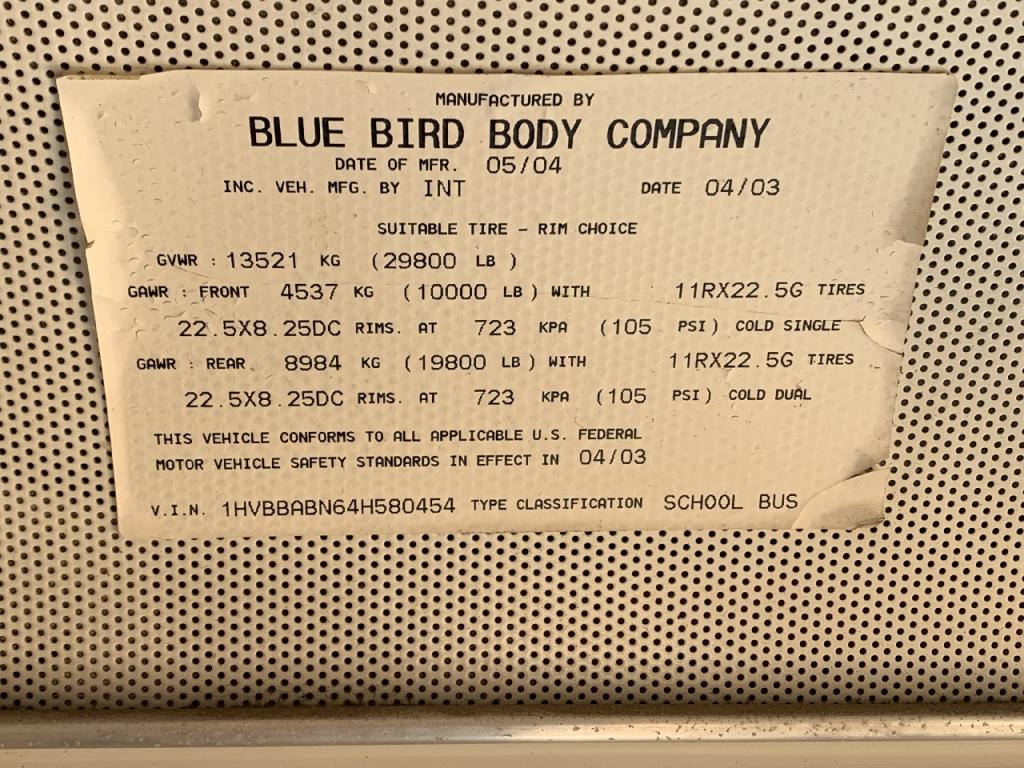 MANUFACTURED BY
BLUE BIRD BODY COMPANY
DATE OF MFR. 05/04
INC. VEH. MFG. BY INT DATE 04/03
SUITABLE TIRE - RIM CHOICE
GVWR : 13521 KG (29800 LB )
GAWR : FRONT 4537 KG (10000 LB ) WITH 11RX22.5G TIRES
22.5X8.25DC RIMS. AT 723 KPA (105 PSI ) COLD SINGLE
GAWR : REAR 8984 KG (19800 LB ) WITH 11RX22.5G TIRES
22.5X8.25DC RIMS. AT 723 KPA (105 PSI ) COLD DUAL
THIS VEHICLE CONFORMS TO ALL APPLICABLE U.S. FEDERAL
MOTOR VEHICLE SAFETY STANDARDS IN EFFECT IN 04/03
V.I.N. 1HVBBABN64H580454 TYPE CLASSIFICATION SCHOOL BUS